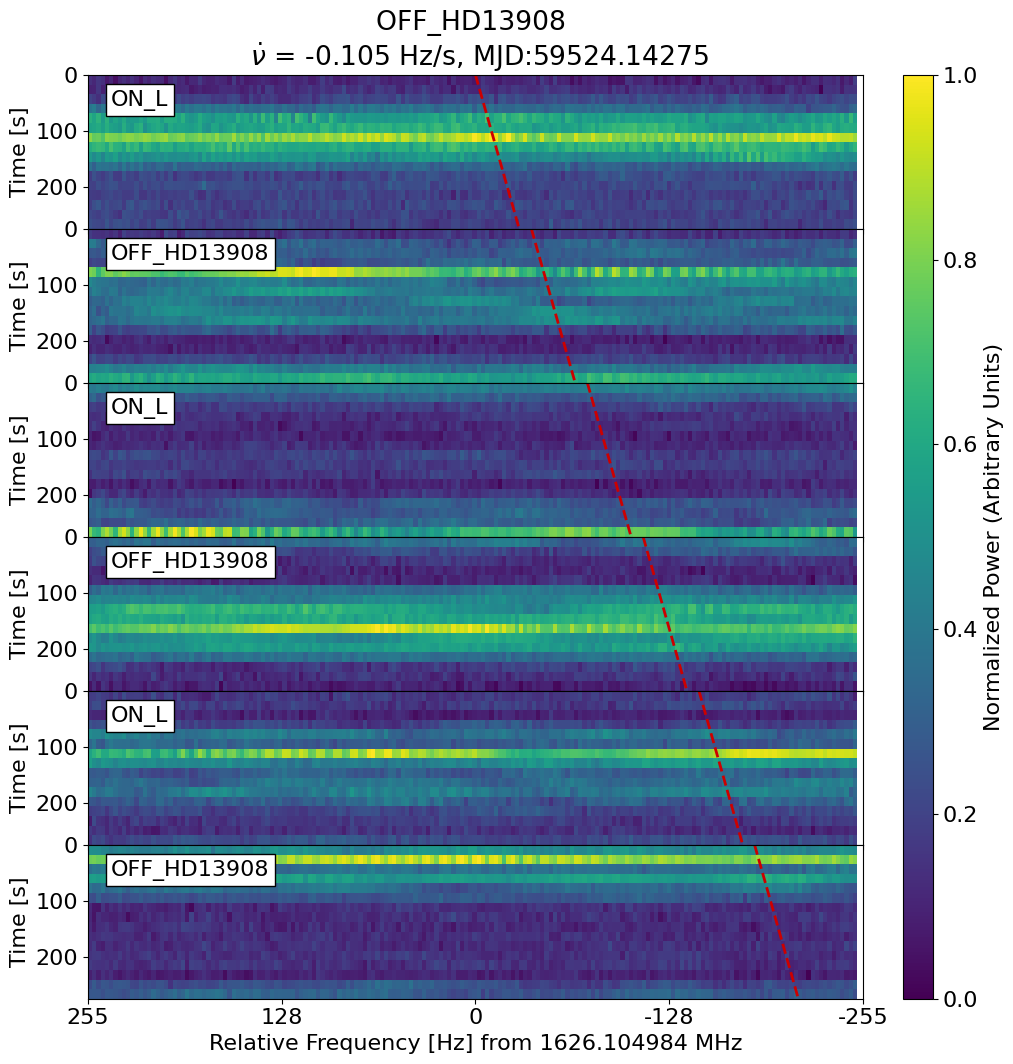 OFF_HD13908
ν̇ = -0.105 Hz/s, MJD:59524.14275
0
100
200
Time [s]
ON_L
0
100
200
Time [s]
OFF_HD13908
0
100
200
Time [s]
ON_L
0
100
200
Time [s]
OFF_HD13908
0
100
200
Time [s]
ON_L
0
100
200
Time [s]
OFF_HD13908
255
128
0
-128
-255
Relative Frequency [Hz] from 1626.104984 MHz
1.0
0.8
0.6
0.4
0.2
0.0
Normalized Power (Arbitrary Units)